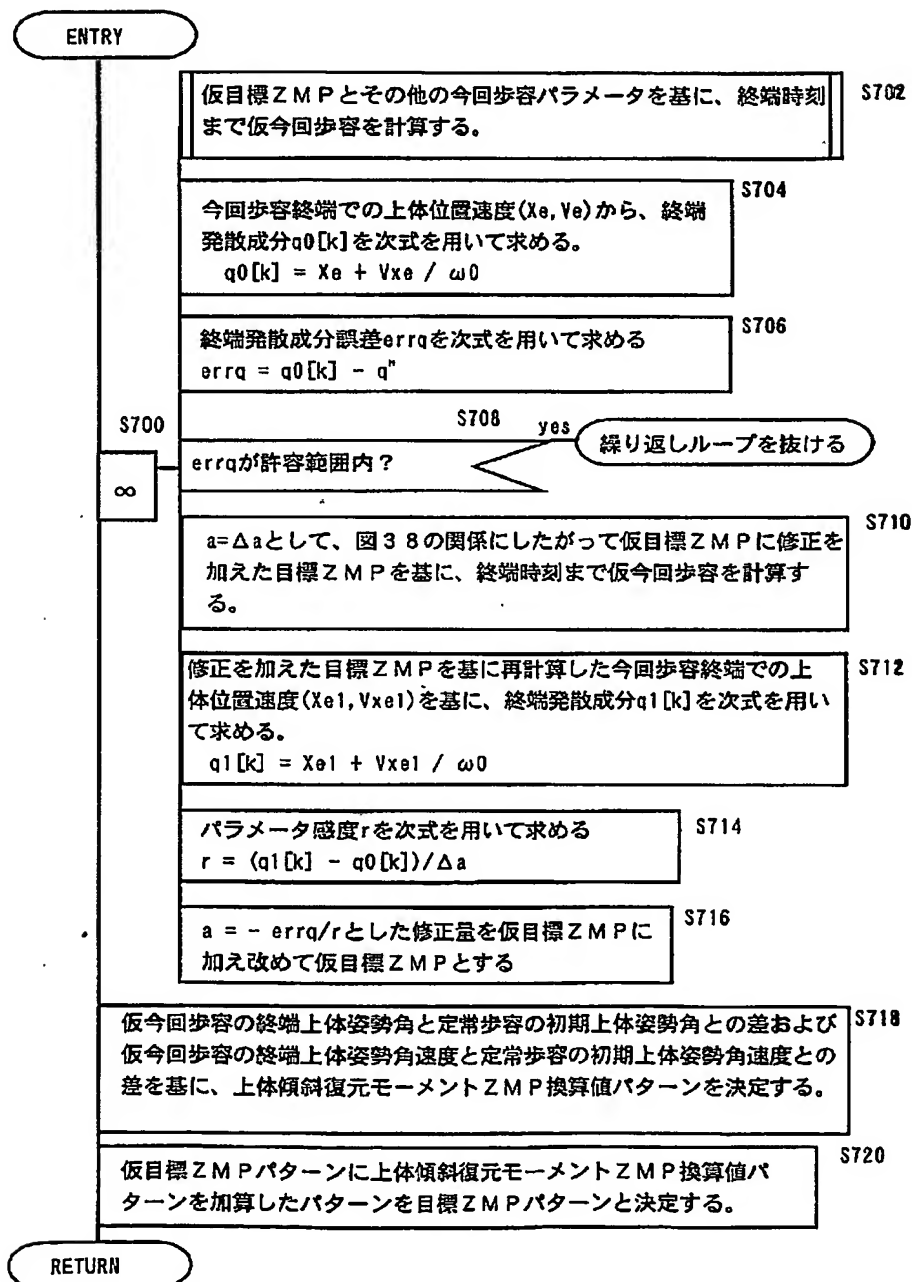 ENTRY
仮目標ZMPとその他の今回歩容パラメータを基に、終端時刻
まで仮今回歩容を計算する。
S702
今回歩容終端での上体位置速度(Xe,Ve)から、終端
発散成分q0[k]を次式を用いて求める。
q0[k] = Xe + Vxe / ω0
S704
終端発散成分誤差errqを次式を用いて求める
errq = q0[k] - q"
S706
S700
∞
S708
errqが許容範囲内?
yes
繰り返しループを抜ける
a=Δaとして、図38の関係にしたがって仮目標ZMPに修正を
加えた目標ZMPを基に、終端時刻まで仮今回歩容を計算す
る。
S710
修正を加えた目標ZMPを基に再計算した今回歩容終端での上
体位置速度(Xe1,Vxe1)を基に、終端発散成分q1[k]を次式を用い
て求める。
q1[k] = Xe1 + Vxe1 / ω0
S712
パラメータ感度rを次式を用いて求める
r = (q1[k] - q0[k])/Δa
S714
a = - errq/rとした修正量を仮目標ZMPに
加え改めて仮目標ZMPとする
S716
仮今回歩容の終端上体姿勢角と定常歩容の初期上体姿勢角との差および
仮今回歩容の終端上体姿勢角速度と定常歩容の初期上体姿勢角速度との
差を基に、上体傾斜復元モーメントZMP換算値パターンを決定する。
S718
仮目標ZMPパターンに上体傾斜復元モーメントZMP換算値パ
ターンを加算したパターンを目標ZMPパターンと決定する。
S720
RETURN